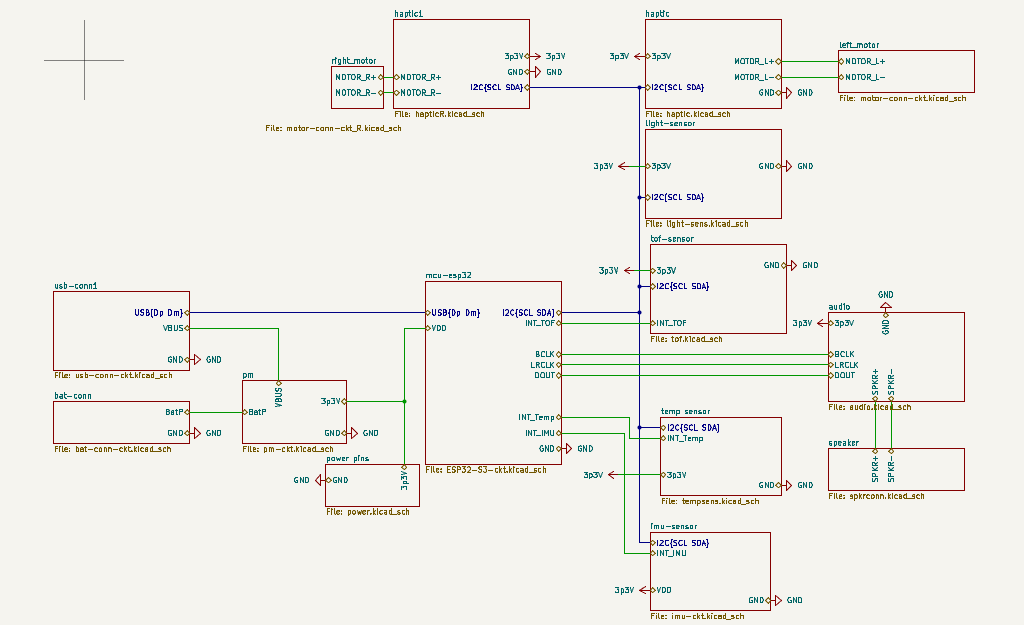 haptic1
3p3V 3p3V
GND GND
I2C{SCL SDA}
MOTOR_R+
MOTOR_R-
File: hapticR.kicad_sch
right_motor
MOTOR_R+
MOTOR_R-
File: motor-conn-ckt_R.kicad_sch
haptic
3p3V 3p3V
I2C{SCL SDA}
MOTOR_L+
MOTOR_L-
GND GND
File: haptic.kicad_sch
left_motor
MOTOR_L+
MOTOR_L-
File: motor-conn-ckt.kicad_sch
light-sensor
3p3V 3p3V
GND GND
I2C{SCL SDA}
File: light-sens.kicad_sch
tof-sensor
GND GND
3p3V 3p3V
I2C{SCL SDA}
INT_TOF
File: tof.kicad_sch
mcu-esp32
USB{Dp Dm}
VDD
I2C{SCL SDA}
INT_TOF
BCLK
LRCLK
DOUT
INT_Temp
INT_IMU
GND GND
File: ESP32-S3-ckt.kicad_sch
usb-conn1
USB{Dp Dm}
VBUS
GND GND
File: usb-conn-ckt.kicad_sch
bat-conn
BatP
GND GND
File: bat-conn-ckt.kicad_sch
pm
VBUS
BatP
3p3V
GND GND
File: pm-ckt.kicad_sch
power pins
GND GND
3p3V
File: power.kicad_sch
audio
GND
GND
3p3V 3p3V
BCLK
LRCLK
DOUT
SPKR+
SPKR-
File: audio.kicad_sch
speaker
SPKR+
SPKR-
File: spkrconn.kicad_sch
temp sensor
I2C{SCL SDA}
INT_Temp
3p3V 3p3V
GND GND
File: tempsens.kicad_sch
imu-sensor
I2C{SCL SDA}
INT_IMU
3p3V VDD
GND GND
File: imu-ckt.kicad_sch